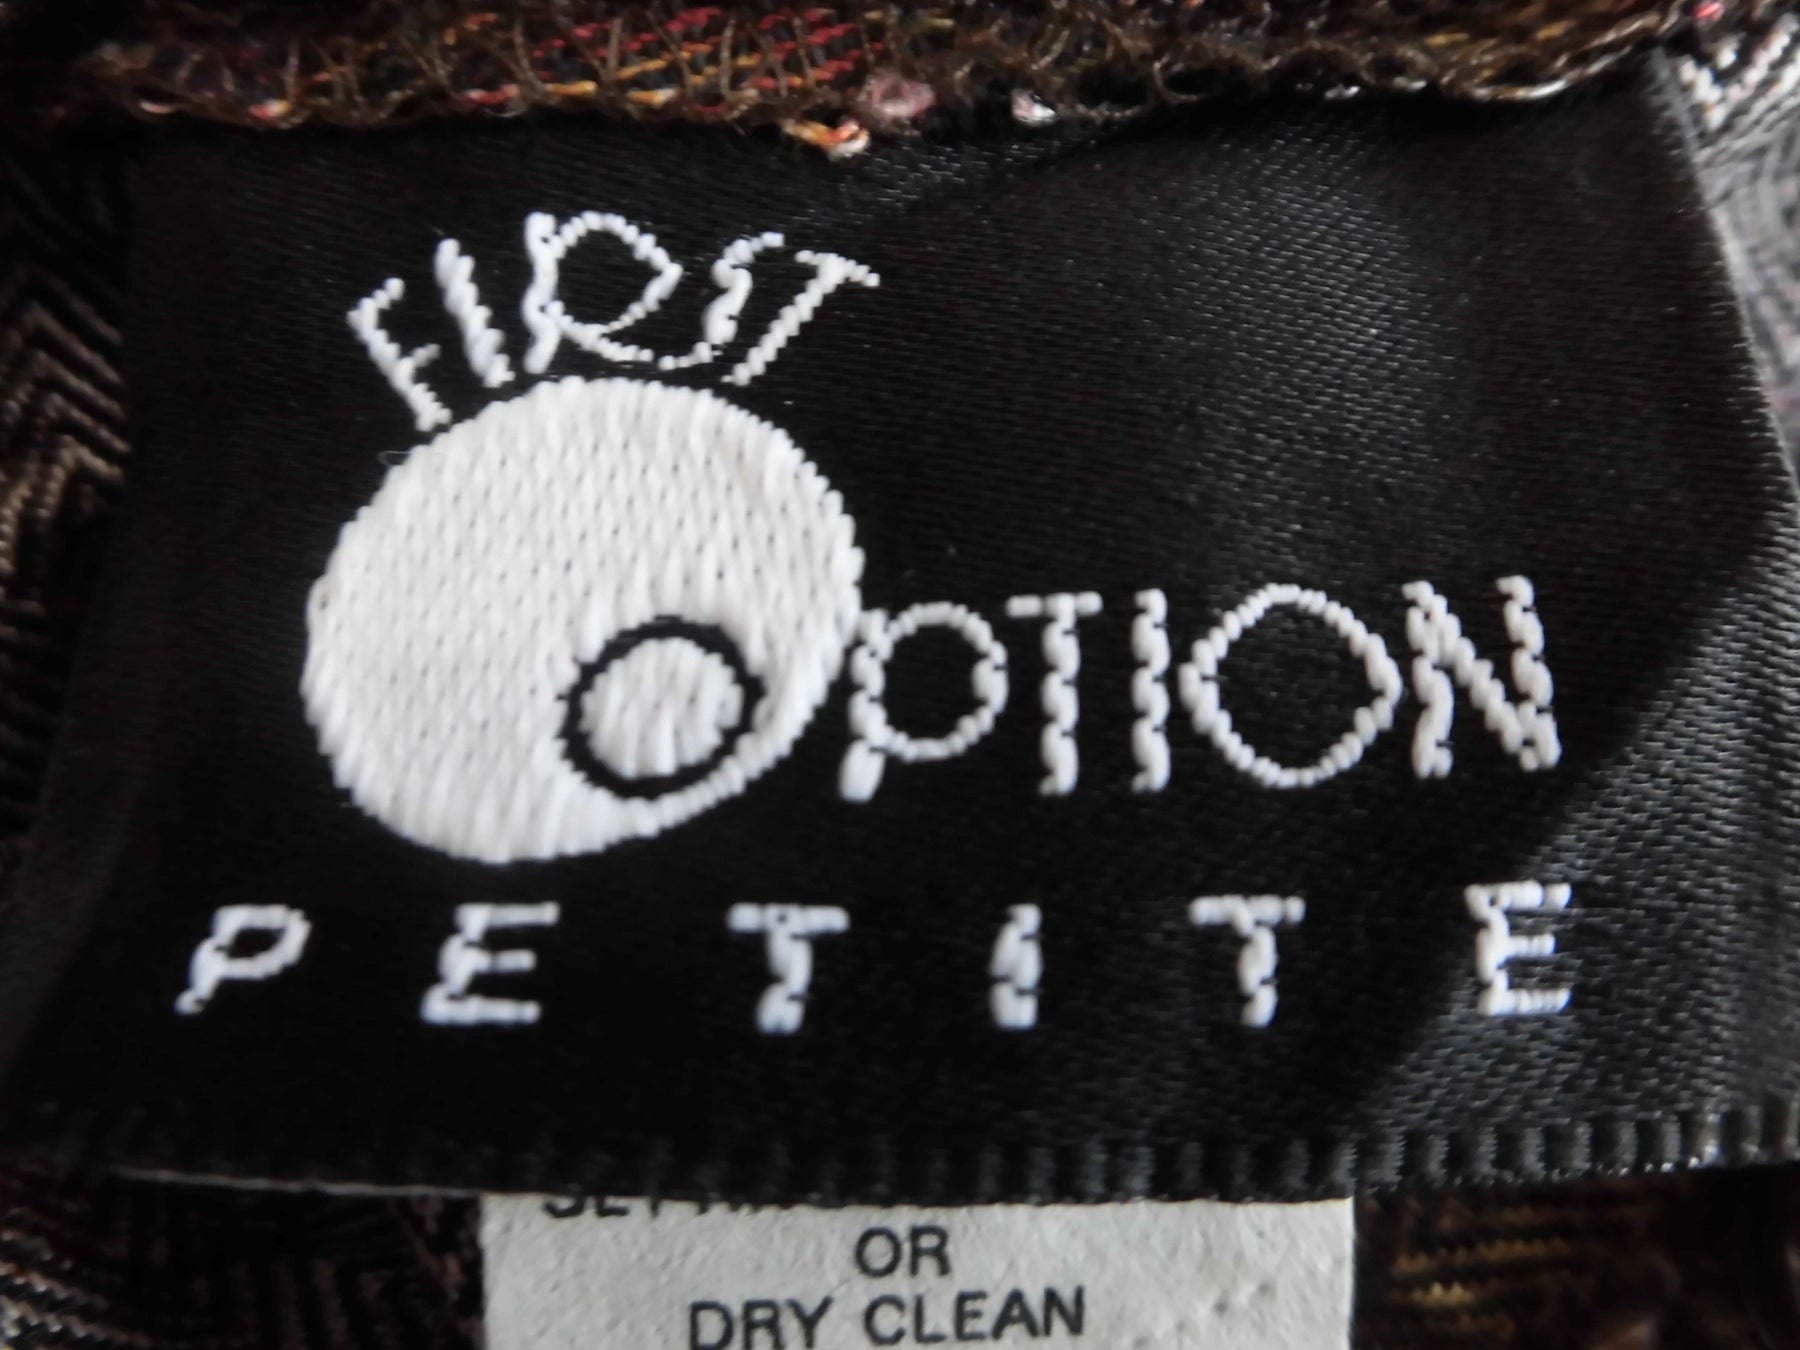 FIRST
OPTION
PETITE
OR
DRY CLEAN